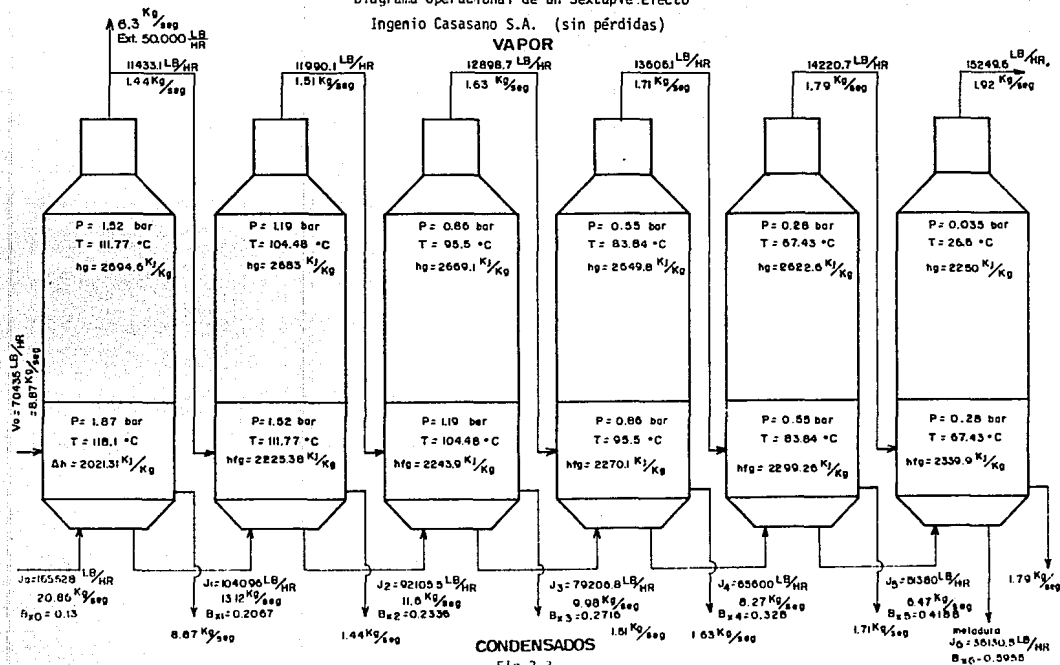 Diagrama Operacional de un Sextuple Efecto
Ingenio Casasano S.A. (sin pérdidas)
VAPOR
6.3 Kg/seg
Ext. 50.000 LB/HR
11433.1 LB/HR
1.44 Kg/seg
11990.1 LB/HR
1.51 Kg/seg
12898.7 LB/HR
1.63 Kg/seg
13606.1 LB/HR
1.71 Kg/seg
14220.7 LB/HR
1.79 Kg/seg
15249.6 LB/HR.
1.92 Kg/seg
P= 1.52 bar
T= 111.77 °C
hg=2694.6 KJ/Kg
P= 1.19 bar
T= 104.48 °C
hg=2683 KJ/Kg
P= 0.86 bar
T= 95.5 °C
hg=2669.1 KJ/Kg
P= 0.55 bar
T= 83.84 °C
hg=2649.8 KJ/Kg
P= 0.28 bar
T= 67.43 °C
hg=2622.6 KJ/Kg
P= 0.035 bar
T= 26.6 °C
hg=2250 KJ/Kg
Vo= 70435 LB/HR
=8.87 Kg/seg
P= 1.87 bar
T= 118.1 °C
Δh =2021.31 KJ/Kg
P= 1.52 bar
T= 111.77 °C
hfg=2225.38 KJ/Kg
P= 1.19 bar
T= 104.48 °C
hfg=2243.9 KJ/Kg
P= 0.86 bar
T= 95.5 °C
hfg=2270.1 KJ/Kg
P= 0.55 bar
T= 83.84 °C
hfg=2299.26 KJ/Kg
P= 0.28 bar
T= 67.43 °C
hfg=2339.9 KJ/Kg
Jo=165528 LB/HR
20.86 Kg/seg
Bx0=0.13
J1=104096 LB/HR
13.12 Kg/seg
Bx1=0.2067
J2=92105.5 LB/HR
11.6 Kg/seg
Bx2=0.2336
J3=79206.8 LB/HR
9.98 Kg/seg
Bx3=0.2716
J4=65600 LB/HR
8.27 Kg/seg
Bx4=0.328
J5=51380 LB/HR
6.47 Kg/seg
Bx5=0.4188
8.87 Kg/seg
1.44 Kg/seg
1.51 Kg/seg
1.63 Kg/seg
1.71 Kg/seg
1.79 Kg/seg
meladura
J6=36130.5 LB/HR
Bx6=0.5955
CONDENSADOS